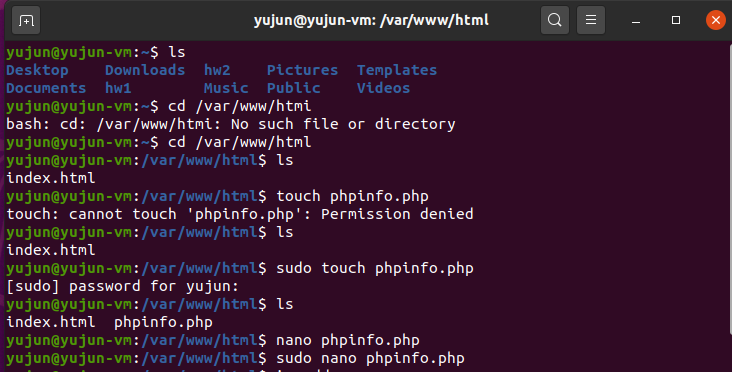 yujun@yujun-vm: /var/www/html
yujun@yujun-vm:~$ ls
Desktop    Downloads  hw2    Pictures  Templates
Documents  hw1        Music  Public    Videos
yujun@yujun-vm:~$ cd /var/www/htmi
bash: cd: /var/www/htmi: No such file or directory
yujun@yujun-vm:~$ cd /var/www/html
yujun@yujun-vm:/var/www/html$ ls
index.html
yujun@yujun-vm:/var/www/html$ touch phpinfo.php
touch: cannot touch 'phpinfo.php': Permission denied
yujun@yujun-vm:/var/www/html$ ls
index.html
yujun@yujun-vm:/var/www/html$ sudo touch phpinfo.php
[sudo] password for yujun:
yujun@yujun-vm:/var/www/html$ ls
index.html  phpinfo.php
yujun@yujun-vm:/var/www/html$ nano phpinfo.php
yujun@yujun-vm:/var/www/html$ sudo nano phpinfo.php